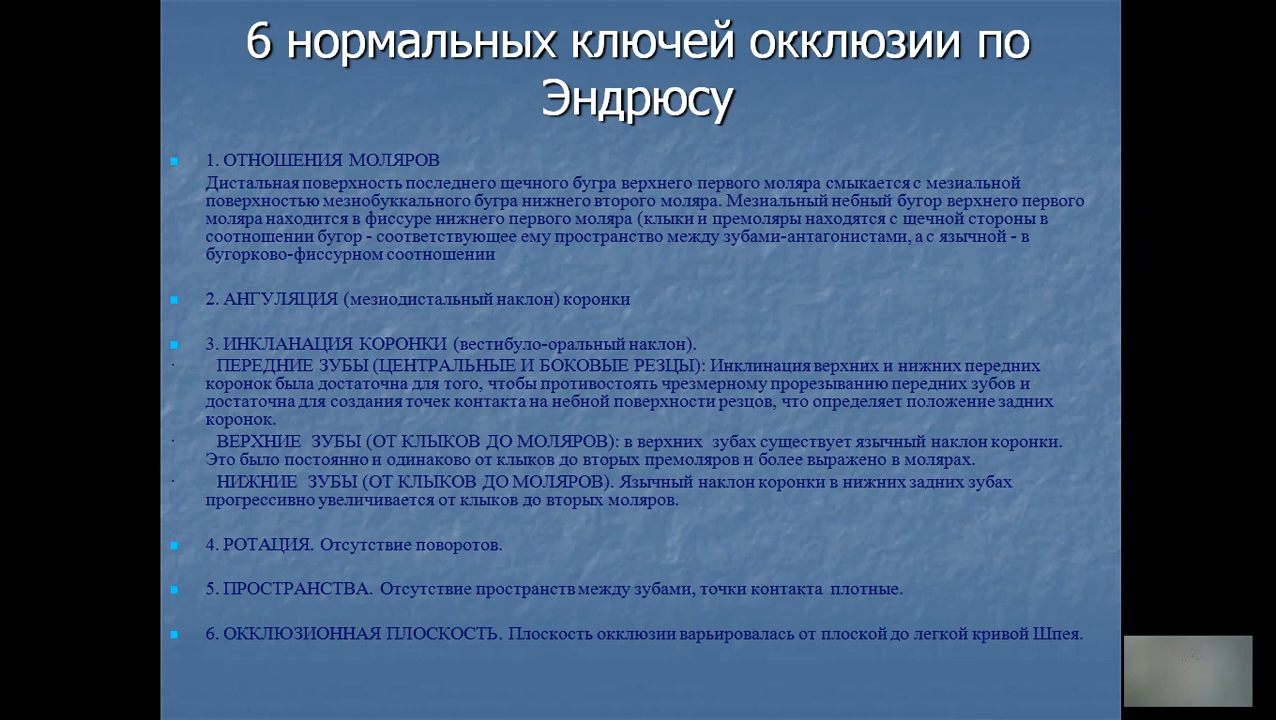 6 нормальных ключей окклюзии по
Эндрюсу
1. ОТНОШЕНИЯ МОЛЯРОВ
Дистальная поверхность последнего щечного бугра верхнего первого моляра смыкается с мезиальной
поверхностью мезиобуккального бугра нижнего второго моляра. Мезиальный небный бугор верхнего первого
моляра находится в фиссуре нижнего первого моляра (клыки и премоляры находятся с щечной стороны в
соотношении бугор - соответствующее ему пространство между зубами-антагонистами, а с язычной - в
бугорково-фиссурном соотношении
2. АНГУЛЯЦИЯ (мезиодистальный наклон) коронки
3. ИНКЛАНАЦИЯ КОРОНКИ (вестибуло-оральный наклон).
· ПЕРЕДНИЕ ЗУБЫ (ЦЕНТРАЛЬНЫЕ И БОКОВЫЕ РЕЗЦЫ): Инклинация верхних и нижних передних
коронок была достаточна для того, чтобы противостоять чрезмерному прорезыванию передних зубов и
достаточна для создания точек контакта на небной поверхности резцов, что определяет положение задних
коронок.
· ВЕРХНИЕ ЗУБЫ (ОТ КЛЫКОВ ДО МОЛЯРОВ): в верхних зубах существует язычный наклон коронки.
Это было постоянно и одинаково от клыков до вторых премоляров и более выражено в молярах.
· НИЖНИЕ ЗУБЫ (ОТ КЛЫКОВ ДО МОЛЯРОВ). Язычный наклон коронки в нижних задних зубах
прогрессивно увеличивается от клыков до вторых моляров.
4. РОТАЦИЯ. Отсутствие поворотов.
5. ПРОСТРАНСТВА. Отсутствие пространств между зубами, точки контакта плотные.
6. ОККЛЮЗИОННАЯ ПЛОСКОСТЬ. Плоскость окклюзии варьировалась от плоской до легкой кривой Шпея.